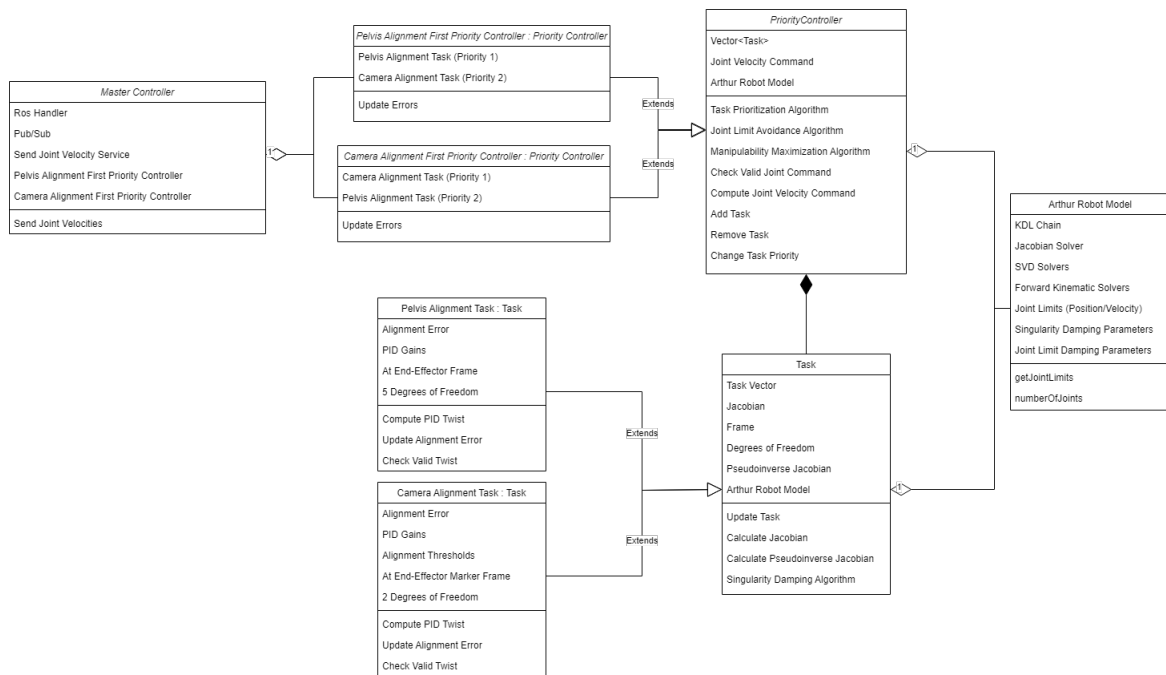 Master Controller
Ros Handler
Pub/Sub
Send Joint Velocity Service
Pelvis Alignment First Priority Controller
Camera Alignment First Priority Controller
Send Joint Velocities
1
Pelvis Alignment First Priority Controller : Priority Controller
Pelvis Alignment Task (Priority 1)
Camera Alignment Task (Priority 2)
Update Errors
Camera Alignment First Priority Controller : Priority Controller
Camera Alignment Task (Priority 1)
Pelvis Alignment Task (Priority 2)
Update Errors
Extends
Extends
PriorityController
Vector<Task>
Joint Velocity Command
Arthur Robot Model
Task Prioritization Algorithm
Joint Limit Avoidance Algorithm
Manipulability Maximization Algorithm
Check Valid Joint Command
Compute Joint Velocity Command
Add Task
Remove Task
Change Task Priority
1
Arthur Robot Model
KDL Chain
Jacobian Solver
SVD Solvers
Forward Kinematic Solvers
Joint Limits (Position/Velocity)
Singularity Damping Parameters
Joint Limit Damping Parameters
getJointLimits
numberOfJoints
Pelvis Alignment Task : Task
Alignment Error
PID Gains
At End-Effector Frame
5 Degrees of Freedom
Compute PID Twist
Update Alignment Error
Check Valid Twist
Camera Alignment Task : Task
Alignment Error
PID Gains
Alignment Thresholds
At End-Effector Marker Frame
2 Degrees of Freedom
Compute PID Twist
Update Alignment Error
Check Valid Twist
Extends
Extends
Task
Task Vector
Jacobian
Frame
Degrees of Freedom
Pseudoinverse Jacobian
Arthur Robot Model
Update Task
Calculate Jacobian
Calculate Pseudoinverse Jacobian
Singularity Damping Algorithm
1